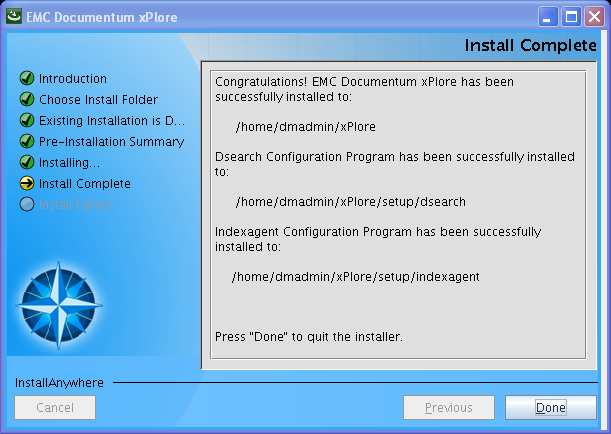 EMC Documentum xPlore
Install Complete
Introduction
Choose Install Folder
Existing Installation is D...
Pre-Installation Summary
Installing...
Install Complete
Install Failed
Congratulations! EMC Documentum xPlore has been
successfully installed to:
/home/dmadmin/xPlore
Dsearch Configuration Program has been successfully installed
to:
/home/dmadmin/xPlore/setup/dsearch
Indexagent Configuration Program has been successfully
installed to:
/home/dmadmin/xPlore/setup/indexagent
Press "Done" to quit the installer.
InstallAnywhere
Cancel
Previous
Done